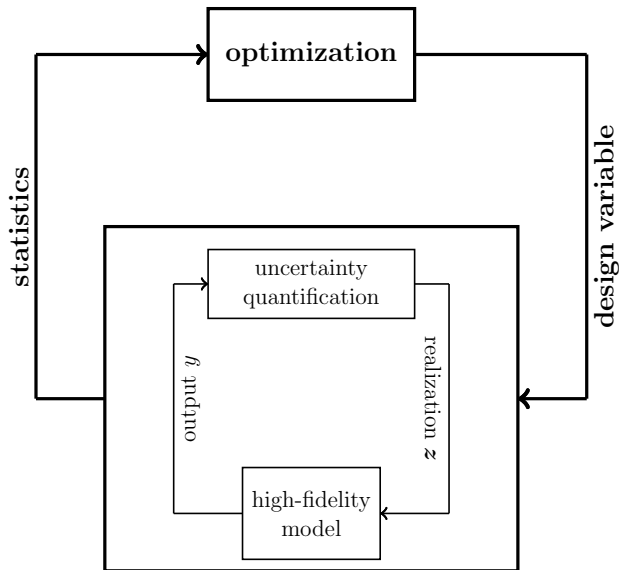 optimization
statistics
design variable
uncertainty
quantification
output y
realization z
high-fidelity
model